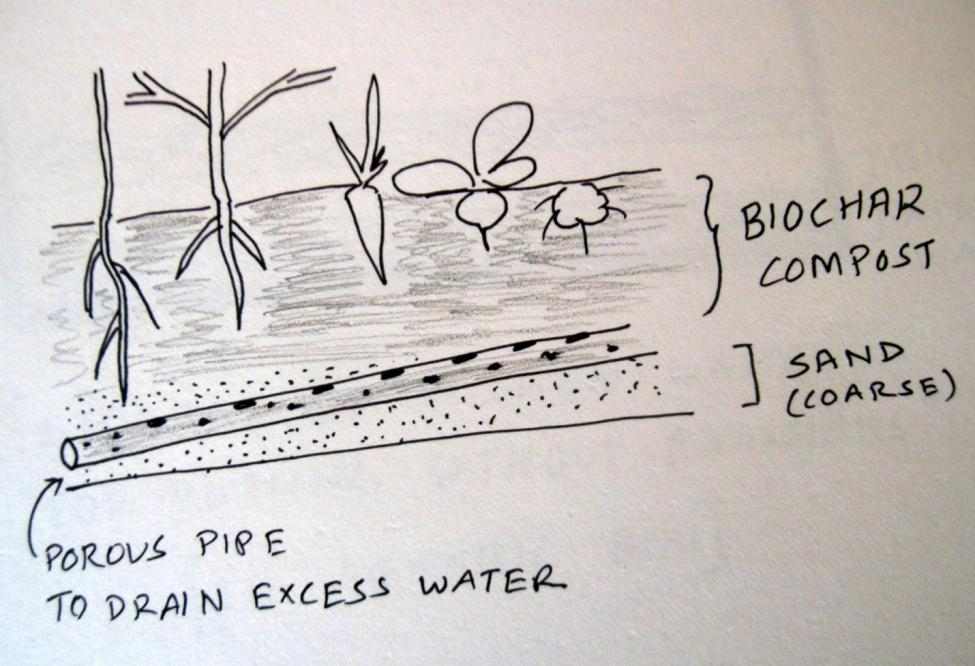 BIOCHAR
COMPOST
SAND
(COARSE)
POROUS PIPE
TO DRAIN EXCESS WATER